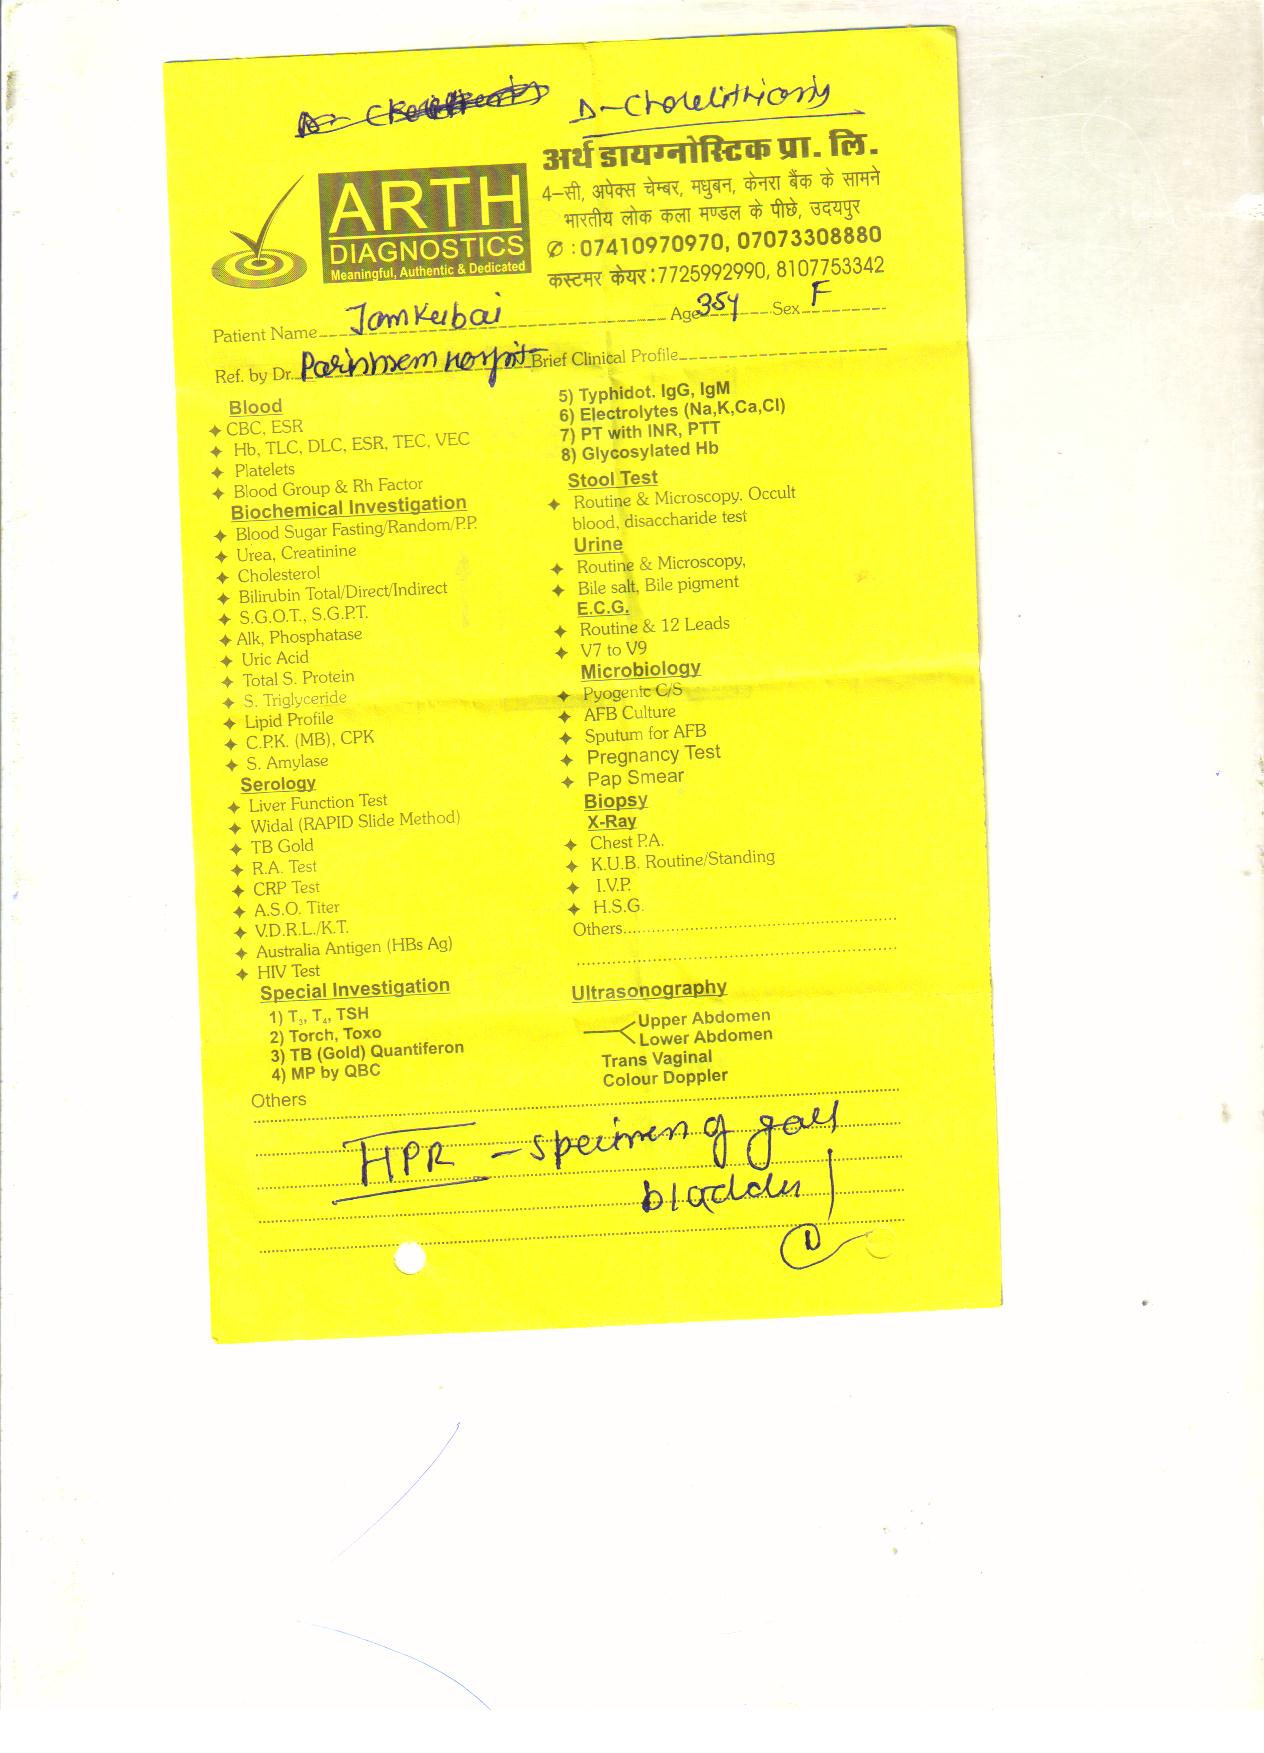 D-Cholelithiasis
अर्थ डायग्नोस्टिक प्रा. लि.
4-सी, अपेक्स चेम्बर, मधुबन, केनरा बैंक के सामने
भारतीय लोक कला मण्डल के पीछे, उदयपुर
ARTH
DIAGNOSTICS
Meaningful, Authentic & Dedicated
✆ : 07410970970, 07073308880
कस्टमर केयर : 7725992990, 8107753342
Patient Name Jamkubai Age 35y Sex F
Ref. by Dr. Brief Clinical Profile
Blood
✦ CBC, ESR
✦ Hb, TLC, DLC, ESR, TEC, VEC
✦ Platelets
✦ Blood Group & Rh Factor
Biochemical Investigation
✦ Blood Sugar Fasting/Random/P.P.
✦ Urea, Creatinine
✦ Cholesterol
✦ Bilirubin Total/Direct/Indirect
✦ S.G.O.T., S.G.P.T.
✦ Alk, Phosphatase
✦ Uric Acid
✦ Total S. Protein
✦ S. Triglyceride
✦ Lipid Profile
✦ C.P.K. (MB), CPK
✦ S. Amylase
Serology
✦ Liver Function Test
✦ Widal (RAPID Slide Method)
✦ TB Gold
✦ R.A. Test
✦ CRP Test
✦ A.S.O. Titer
✦ V.D.R.L./K.T.
✦ Australia Antigen (HBs Ag)
✦ HIV Test
Special Investigation
1) T3, T4, TSH
2) Torch, Toxo
3) TB (Gold) Quantiferon
4) MP by QBC
5) Typhidot. IgG, IgM
6) Electrolytes (Na,K,Ca,Cl)
7) PT with INR, PTT
8) Glycosylated Hb
Stool Test
✦ Routine & Microscopy, Occult
blood, disaccharide test
Urine
✦ Routine & Microscopy,
✦ Bile salt, Bile pigment
E.C.G.
✦ Routine & 12 Leads
✦ V7 to V9
Microbiology
✦ Pyogenic C/S
✦ AFB Culture
✦ Sputum for AFB
✦ Pregnancy Test
✦ Pap Smear
Biopsy
X-Ray
✦ Chest P.A.
✦ K.U.B. Routine/Standing
✦ I.V.P.
✦ H.S.G.
Others
Ultrasonography
Upper Abdomen
Lower Abdomen
Trans Vaginal
Colour Doppler
Others
HPR - specimen of gall
bladder